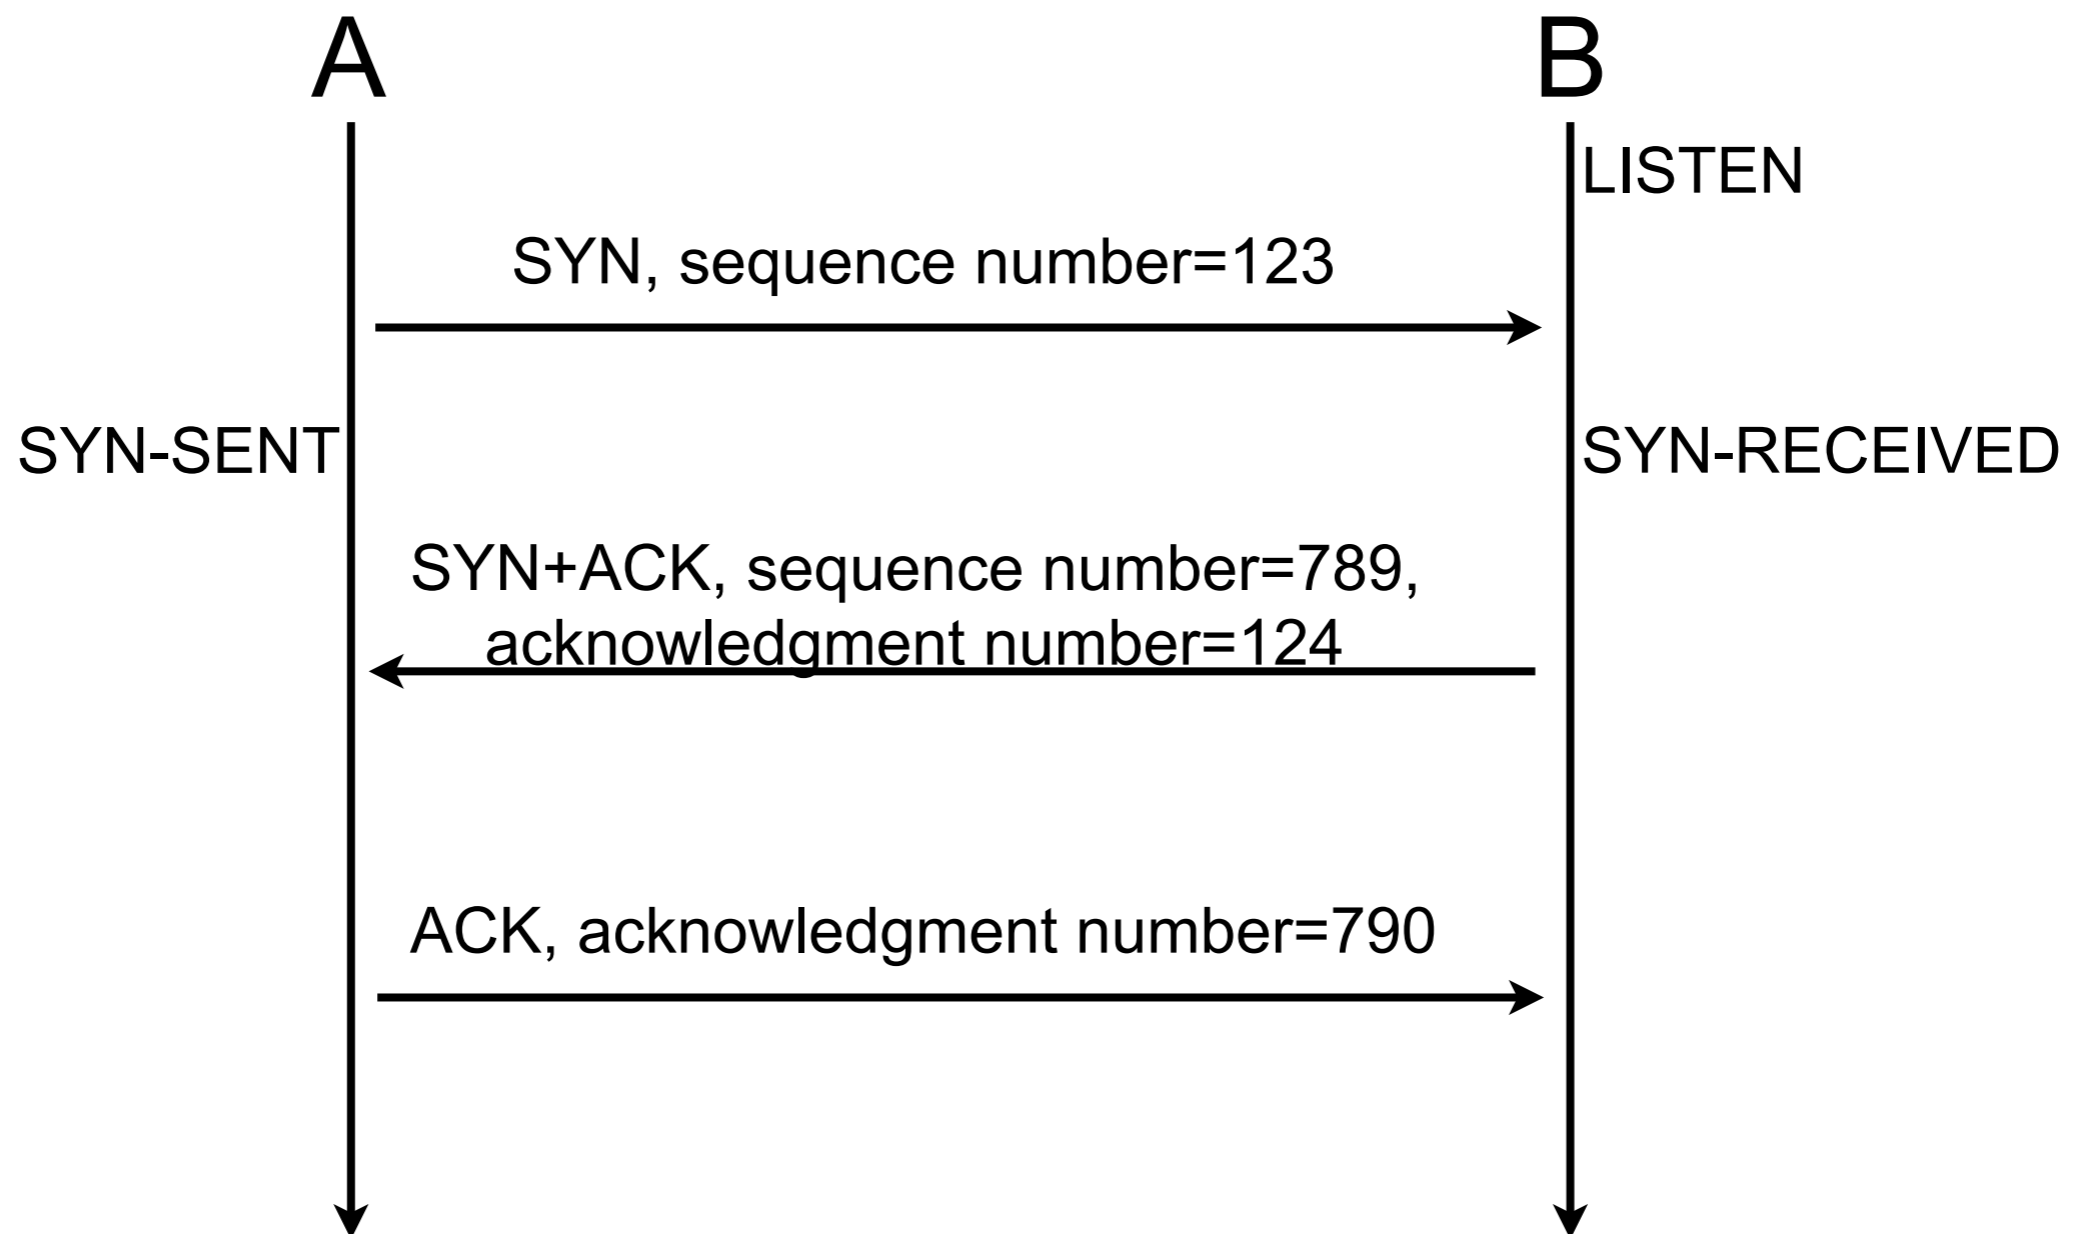 A
B
LISTEN
SYN, sequence number=123
SYN-SENT
SYN-RECEIVED
SYN+ACK, sequence number=789,
acknowledgment number=124
ACK, acknowledgment number=790